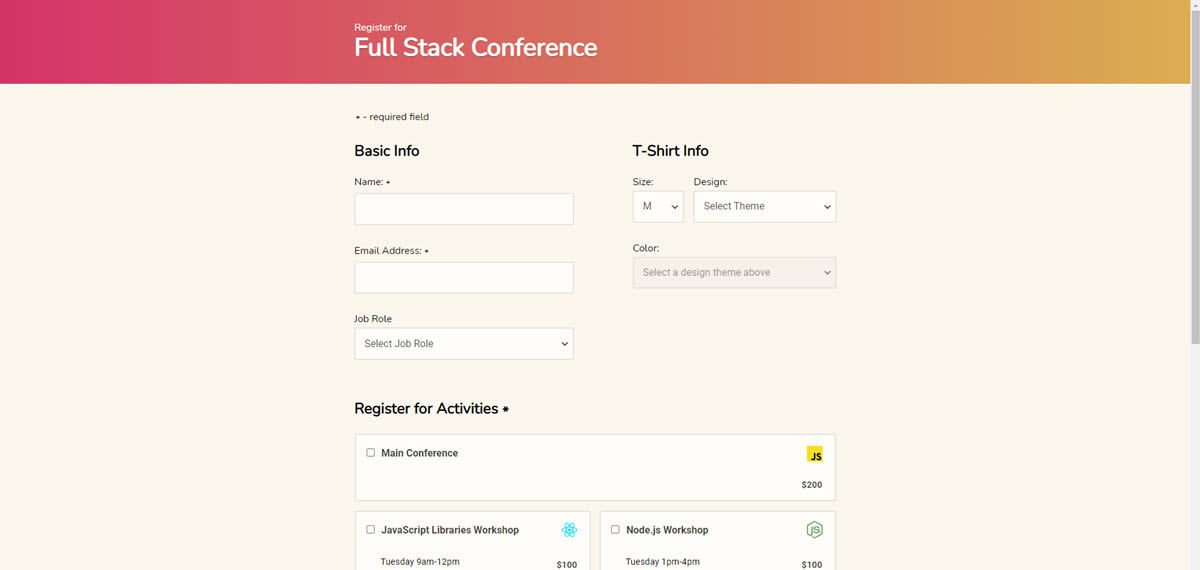 Register for
Full Stack Conference
* - required field
Basic Info
Name: *
Email Address: *
Job Role
Select Job Role
T-Shirt Info
Size:
Design:
M
Select Theme
Color:
Select a design theme above
Register for Activities *
Main Conference
JS
$200
JavaScript Libraries Workshop
Tuesday 9am-12pm
$100
Node.js Workshop
JS
Tuesday 1pm-4pm
$100